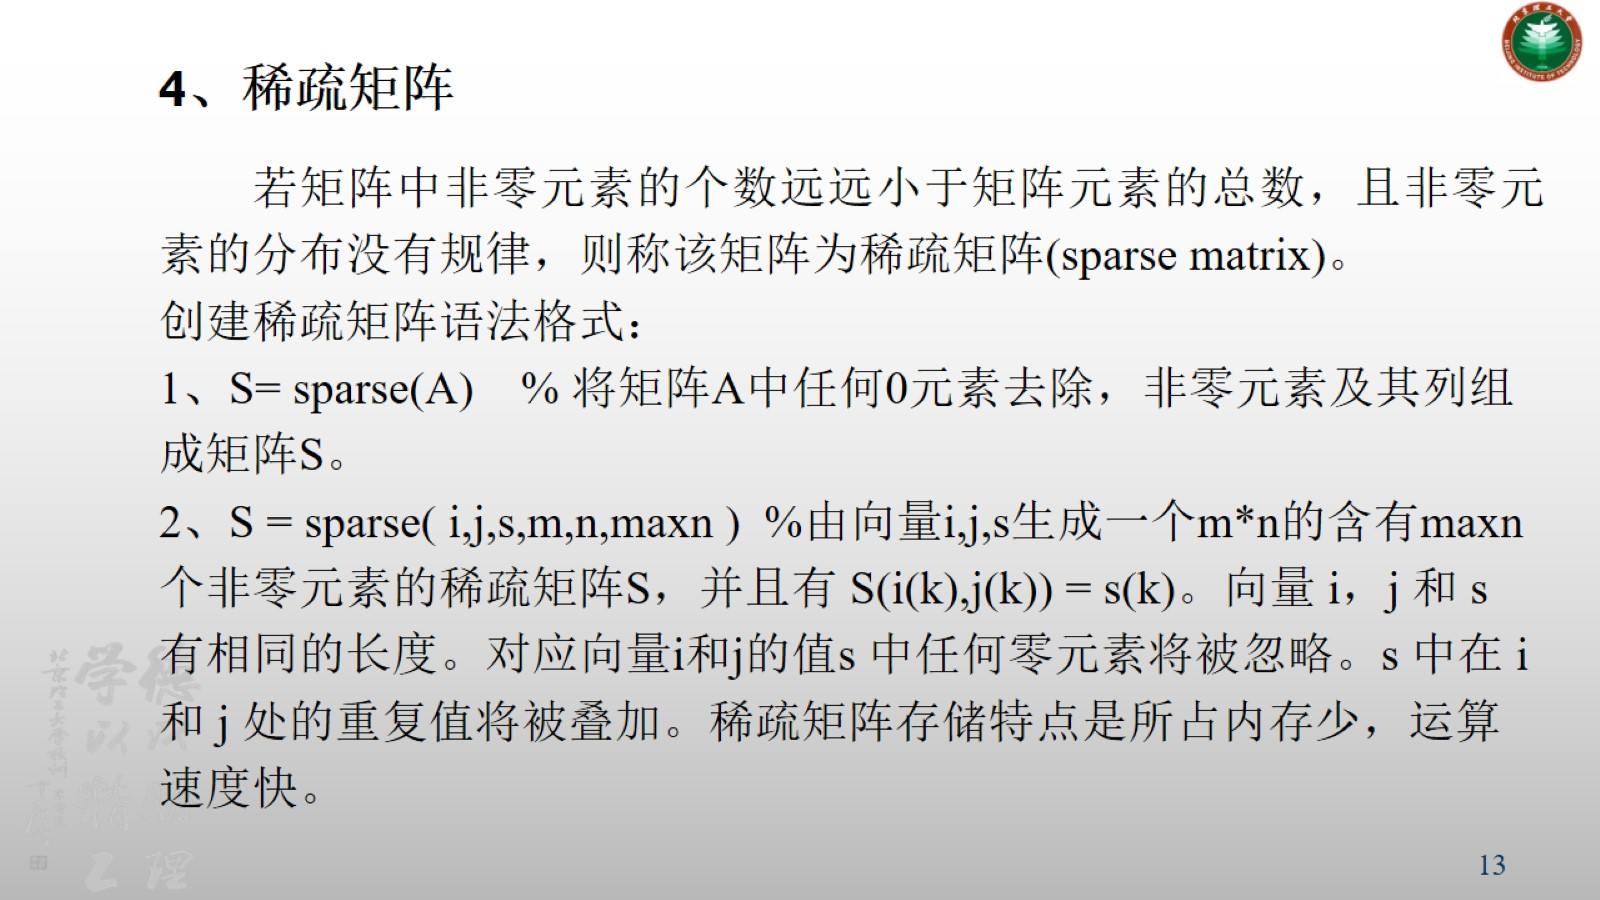 4、稀疏矩阵
若矩阵中非零元素的个数远远小于矩阵元素的总数，且非零元
素的分布没有规律，则称该矩阵为稀疏矩阵(sparse matrix)。
创建稀疏矩阵语法格式：
1、S= sparse(A) % 将矩阵A中任何0元素去除，非零元素及其列组
成矩阵S。
2、S = sparse( i,j,s,m,n,maxn ) %由向量i,j,s生成一个m*n的含有maxn
个非零元素的稀疏矩阵S，并且有 S(i(k),j(k)) = s(k)。向量 i，j 和 s
有相同的长度。对应向量i和j的值s 中任何零元素将被忽略。s 中在 i
和 j 处的重复值将被叠加。稀疏矩阵存储特点是所占内存少，运算
速度快。
13